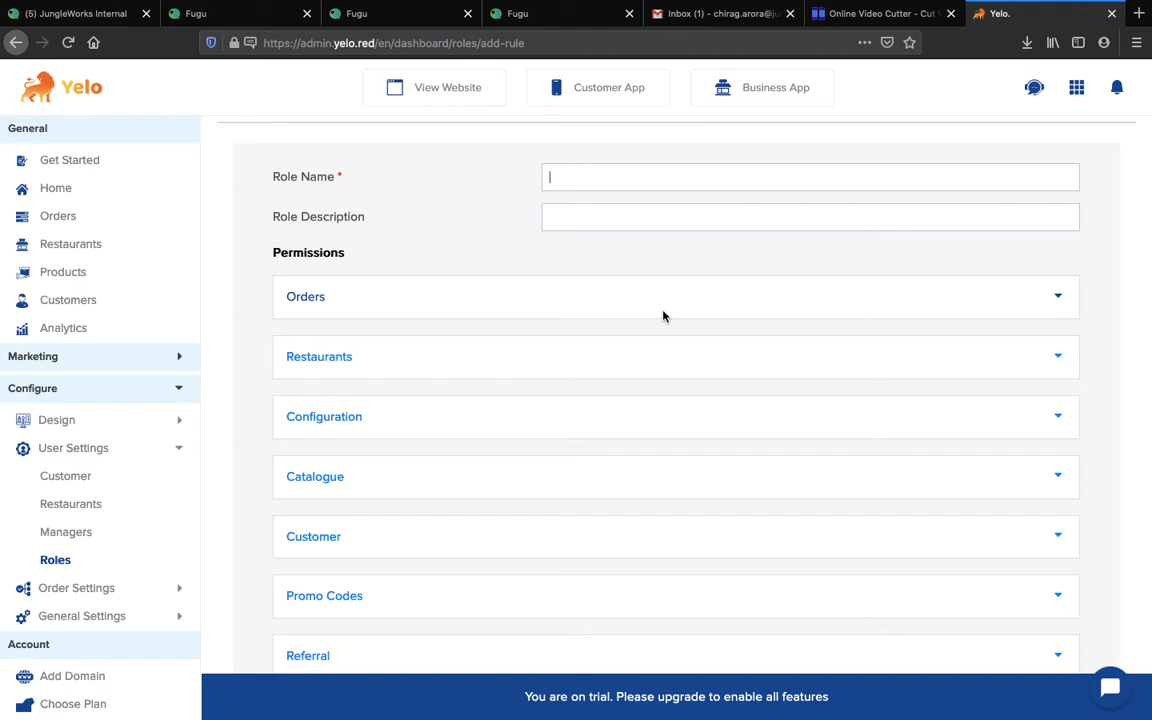 (5) JungleWorks Internal
Fugu
Fugu
Fugu
Inbox (1) - chirag.arora@ju
Online Video Cutter - Cut V
Yelo.
https://admin.yelo.red/en/dashboard/roles/add-rule
Yelo
View Website
Customer App
Business App
General
Get Started
Home
Orders
Restaurants
Products
Customers
Analytics
Marketing
Configure
Design
User Settings
Customer
Restaurants
Managers
Roles
Order Settings
General Settings
Account
Add Domain
Choose Plan
Role Name *
Role Description
Permissions
Orders
Restaurants
Configuration
Catalogue
Customer
Promo Codes
Referral
You are on trial. Please upgrade to enable all features